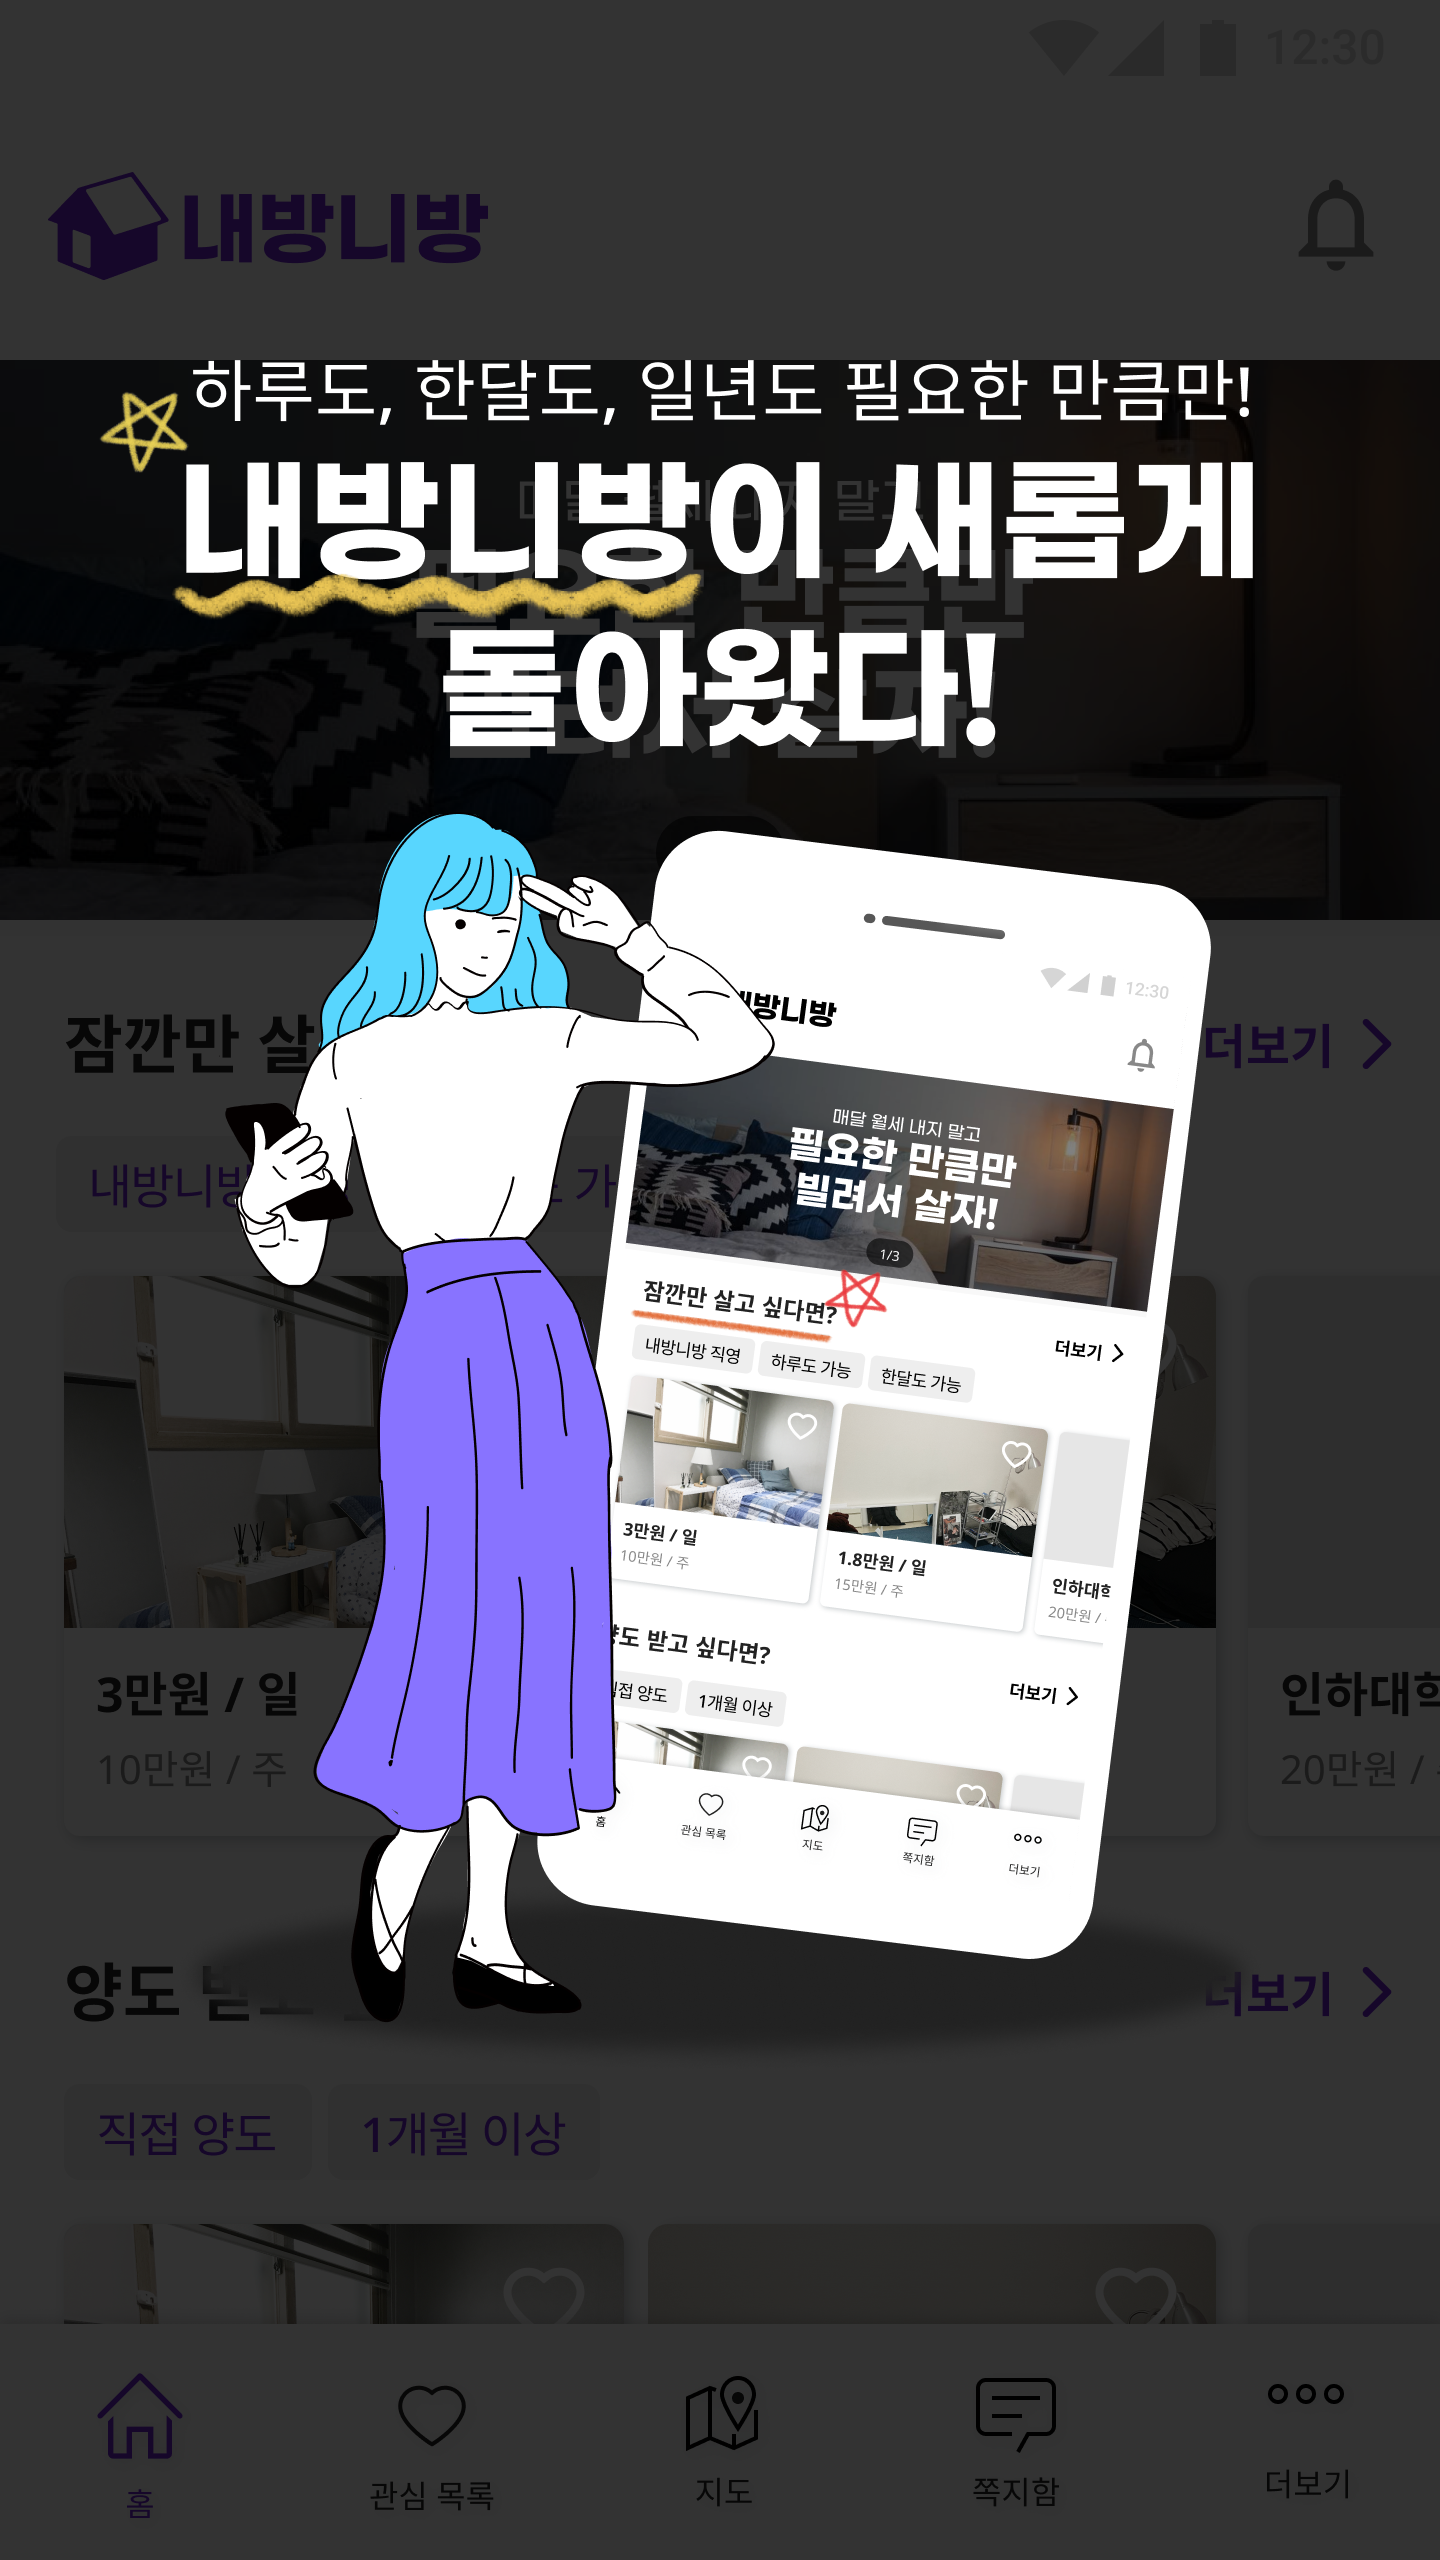 12:30
내방니방
하루도, 한달도, 일년도 필요한 만큼만!
내방니방이 새롭게
돌아왔다!
12:30
내방니방
매달 월세 내지 말고
필요한 만큼만
빌려서 살자!
1/3
잠깐만 살고 싶다면?
더보기
내방니방 직영
하루도 가능
한달도 가능
3만원 / 일
10만원 / 주
1.8만원 / 일
15만원 / 주
인하대학
20만원 /
양도 받고 싶다면?
더보기
직접 양도
1개월 이상
홈
관심 목록
지도
쪽지함
더보기
잠깐만 살
더보기
내방니방
가
3만원 / 일
10만원 / 주
인하대학
20만원 /
양도 받고
더보기
직접 양도
1개월 이상
홈
관심 목록
지도
쪽지함
더보기